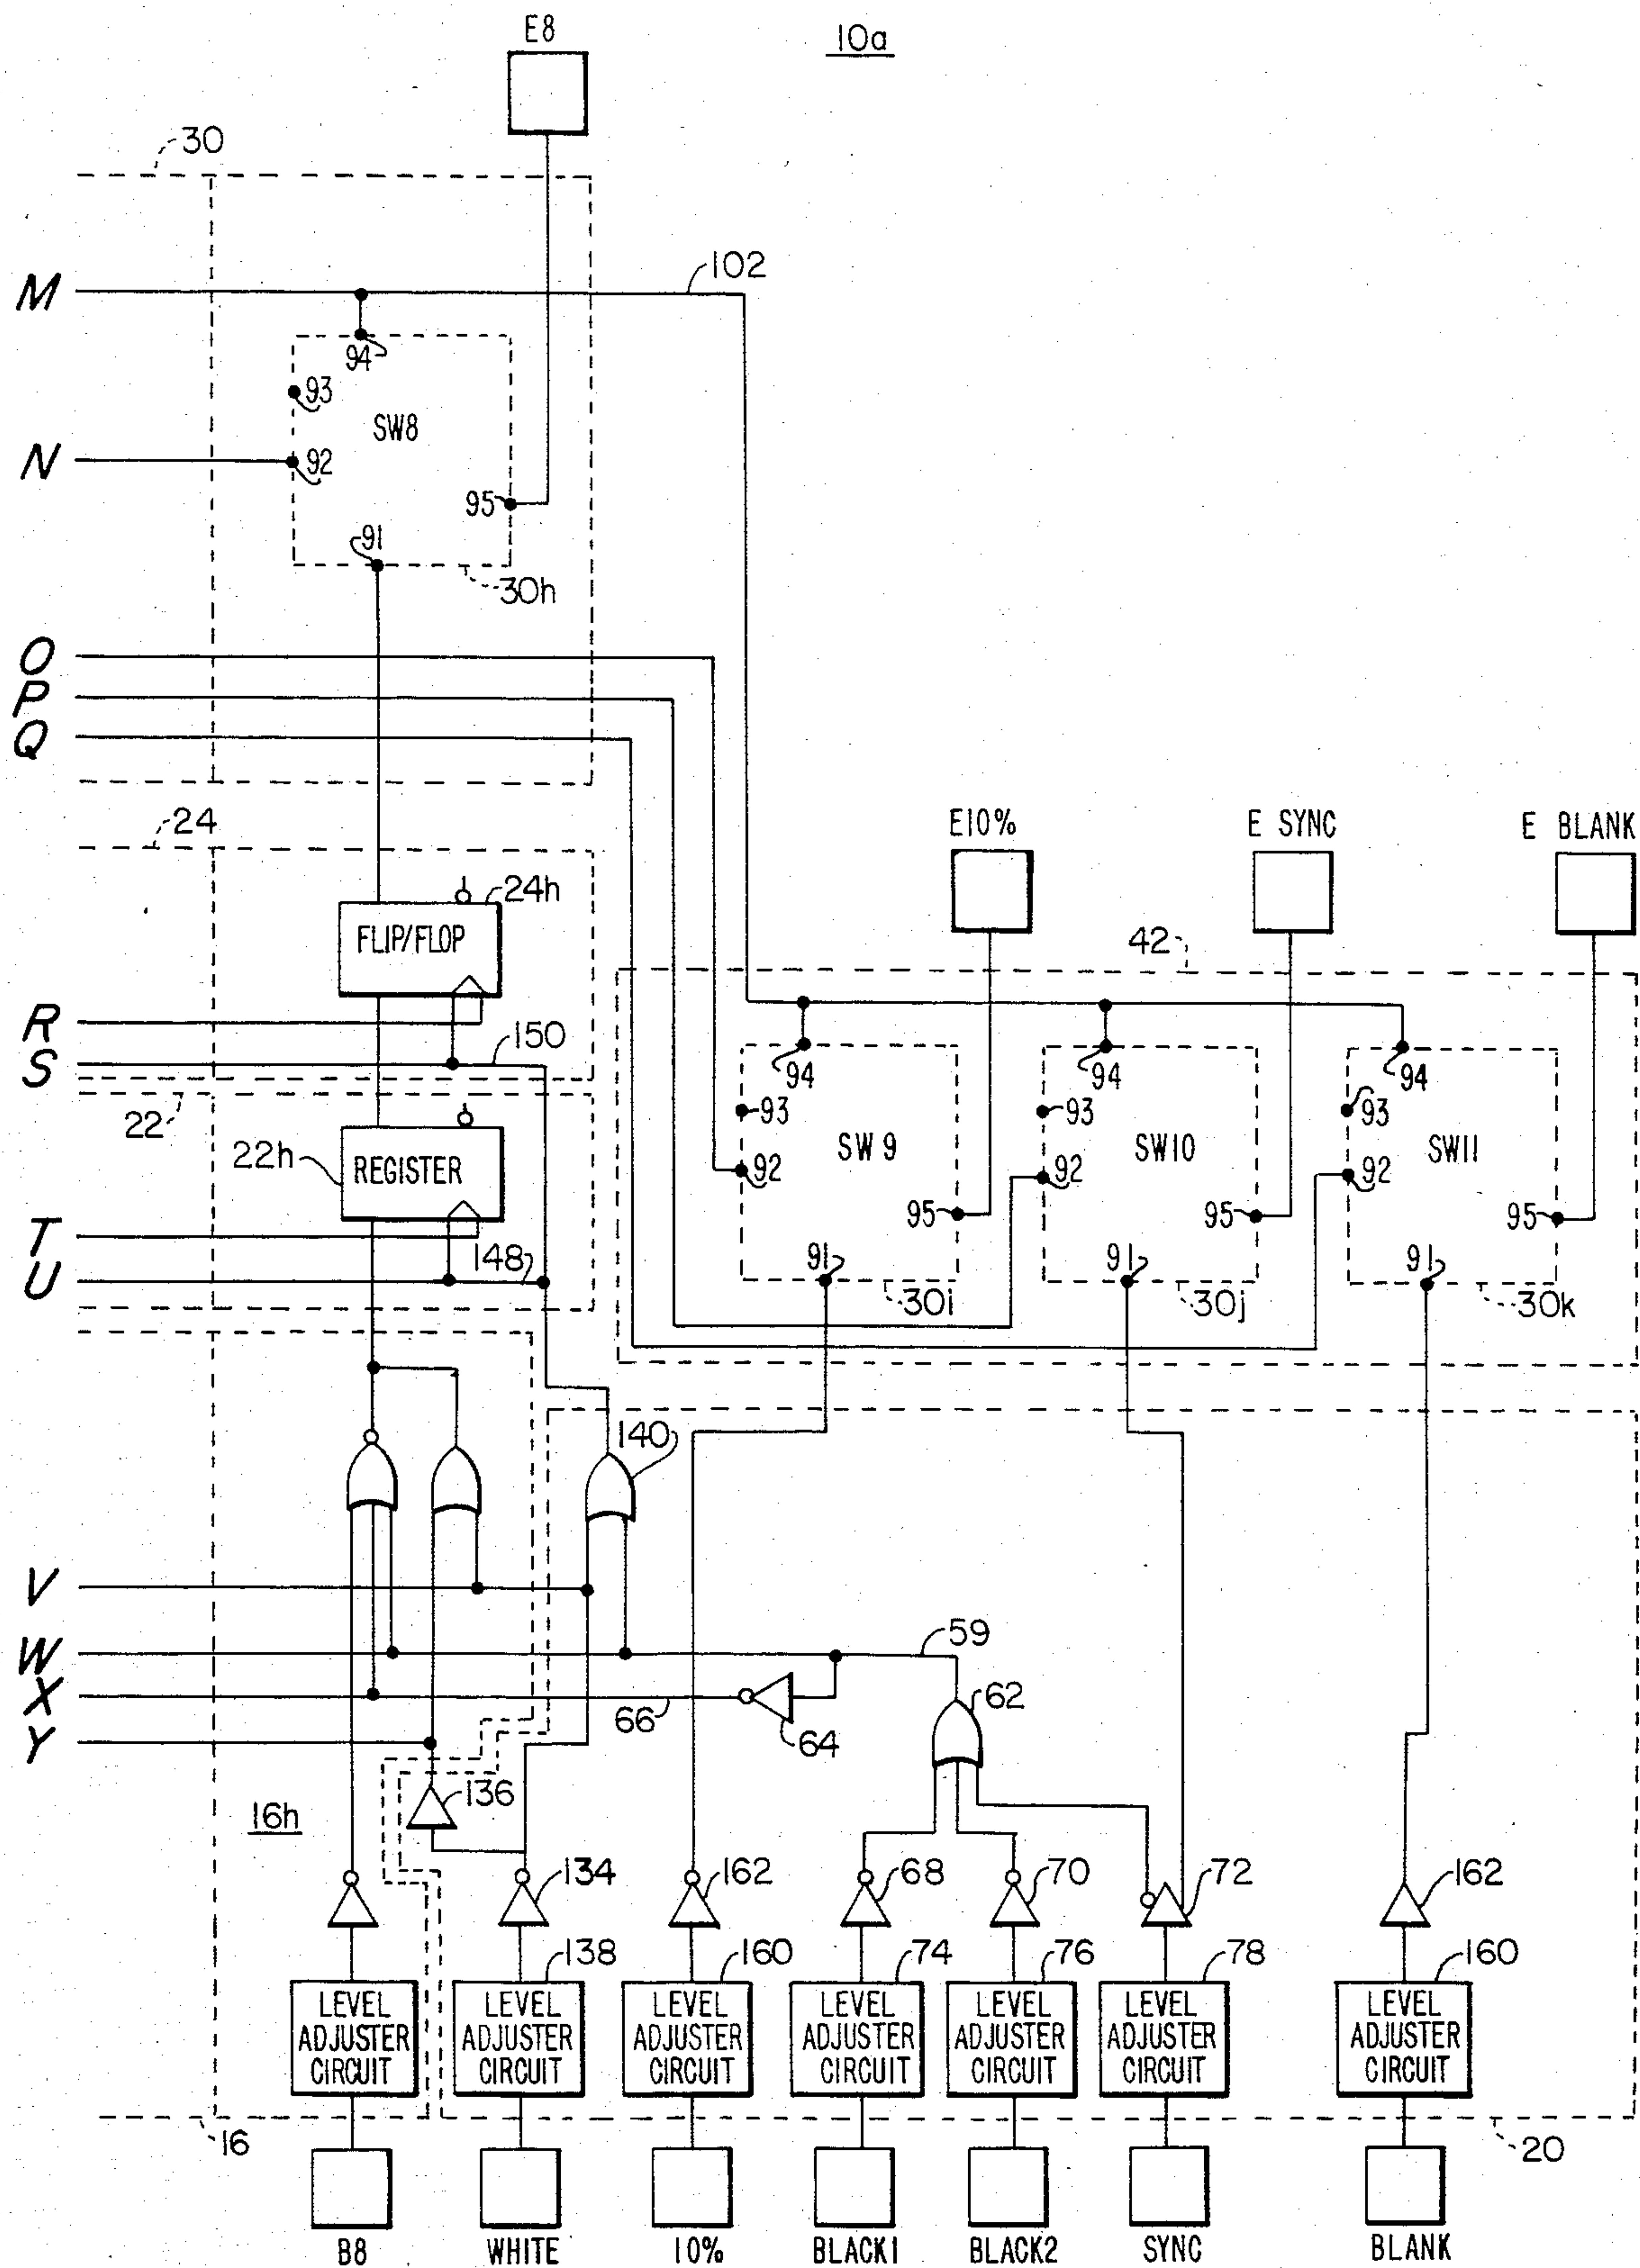 E8
10a
30
M
102
94
93
SW8
N
92
95
91
30h
O
P
Q
E10%
E SYNC
E BLANK
24
24h
FLIP/FLOP
42
R
S
150
94
94
94
22
93
93
93
22h
REGISTER
SW9
SW10
SW11
92
92
92
95
95
95
T
U
148
91
91
91
30i
30j
30k
140
V
W
59
X
66
64
62
Y
136
16h
134
162
68
70
72
162
138
160
74
76
78
160
LEVEL ADJUSTER CIRCUIT
LEVEL ADJUSTER CIRCUIT
LEVEL ADJUSTER CIRCUIT
LEVEL ADJUSTER CIRCUIT
LEVEL ADJUSTER CIRCUIT
LEVEL ADJUSTER CIRCUIT
LEVEL ADJUSTER CIRCUIT
16
20
B8
WHITE
10%
BLACK1
BLACK2
SYNC
BLANK